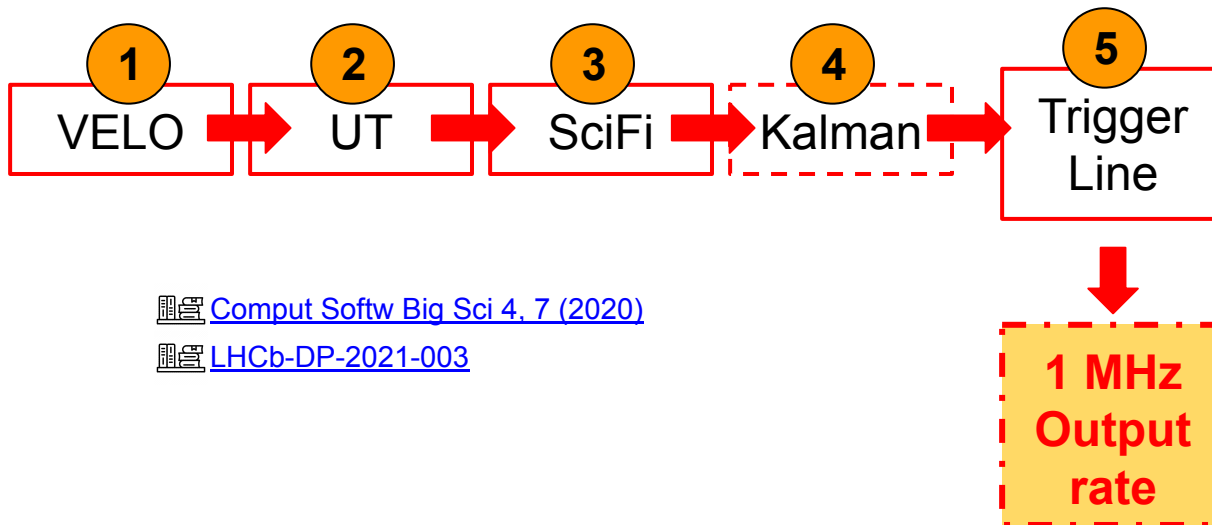 1
2
3
4
5
VELO
UT
SciFi
Kalman
Trigger
Line
Comput Softw Big Sci 4, 7 (2020)
LHCb-DP-2021-003
1 MHz
Output
rate